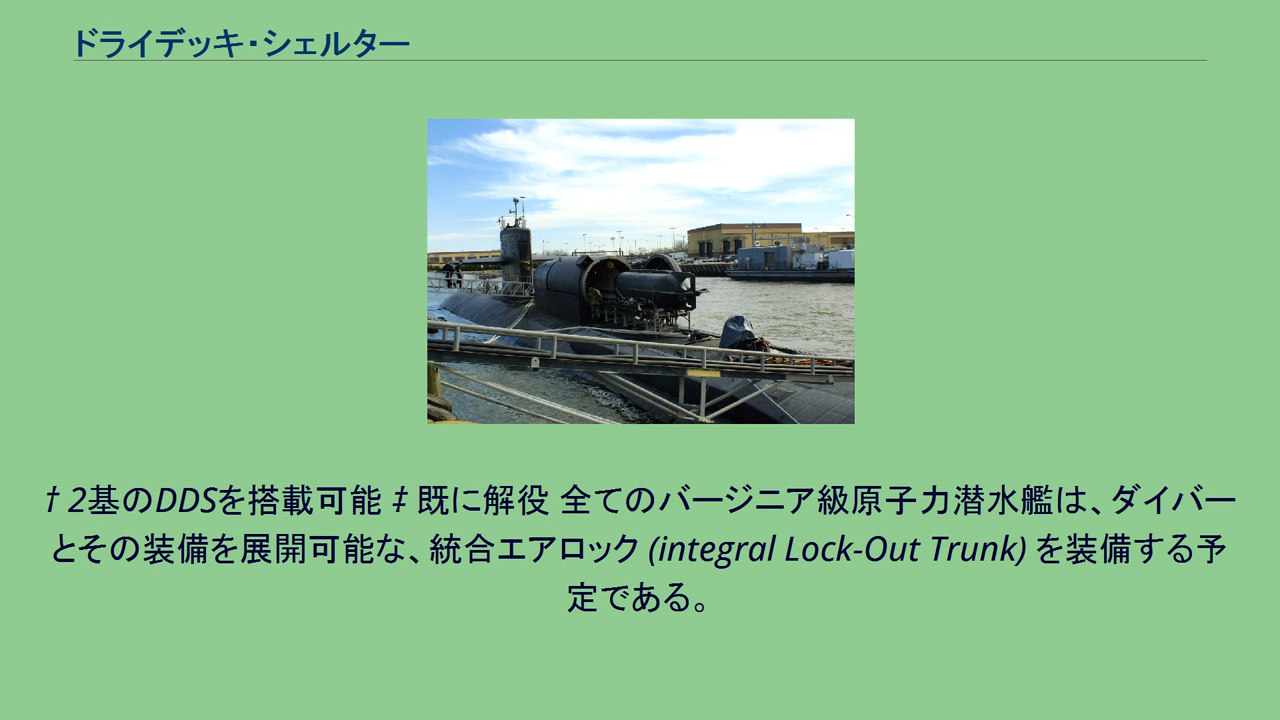 ドライデッキ・シェルター
† 2基のDDSを搭載可能 ‡ 既に解役 全てのバージニア級原子力潜水艦は、ダイバー
とその装備を展開可能な、統合エアロック (integral Lock-Out Trunk) を装備する予
定である。